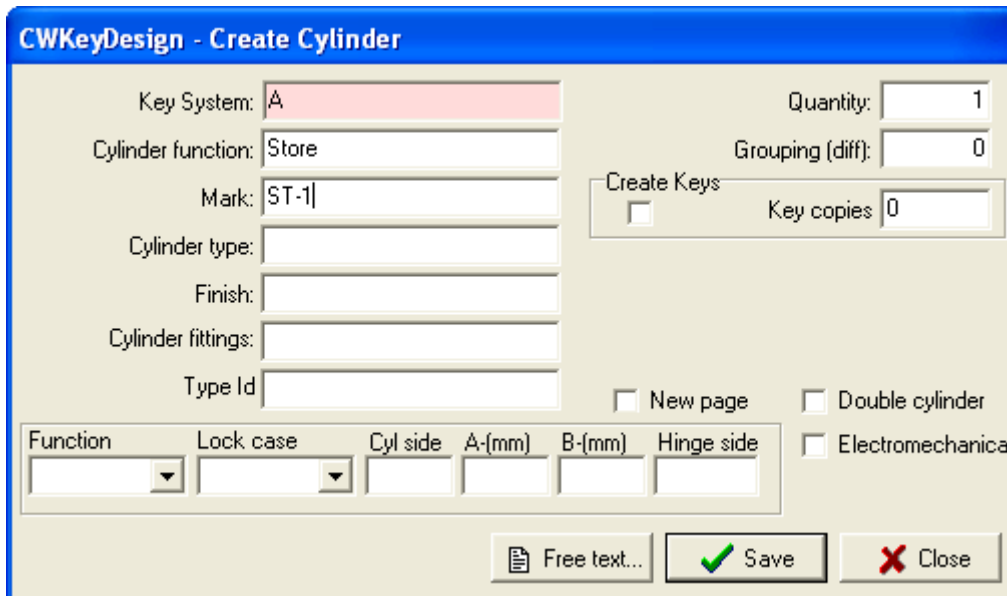 CWKeyDesign - Create Cylinder
Key System: A
Quantity: 1
Cylinder function: Store
Grouping (diff): 0
Mark: ST-1
Create Keys
Key copies 0
Cylinder type:
Finish:
Cylinder fittings:
Type Id
New page
Double cylinder
Function
Lock case
Cyl side
A-(mm)
B-(mm)
Hinge side
Electromechanica
Free text...
Save
Close